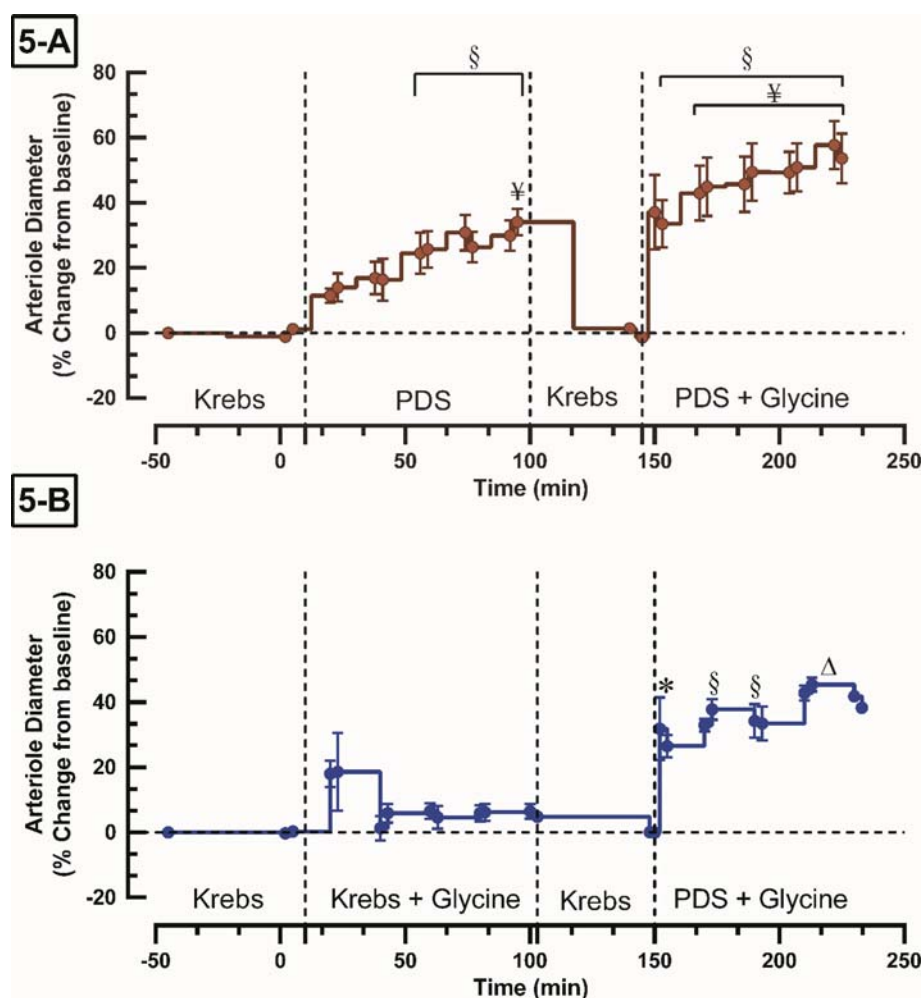 5-A
Arteriole Diameter
(% Change from baseline)
80
60
40
20
0
-20
§
¥
§
¥
Krebs
PDS
Krebs
PDS + Glycine
-50
0
50
100
150
200
250
Time (min)
5-B
Arteriole Diameter
(% Change from baseline)
80
60
40
20
0
-20
*
§
§
Δ
Krebs
Krebs + Glycine
Krebs
PDS + Glycine
-50
0
50
100
150
200
250
Time (min)